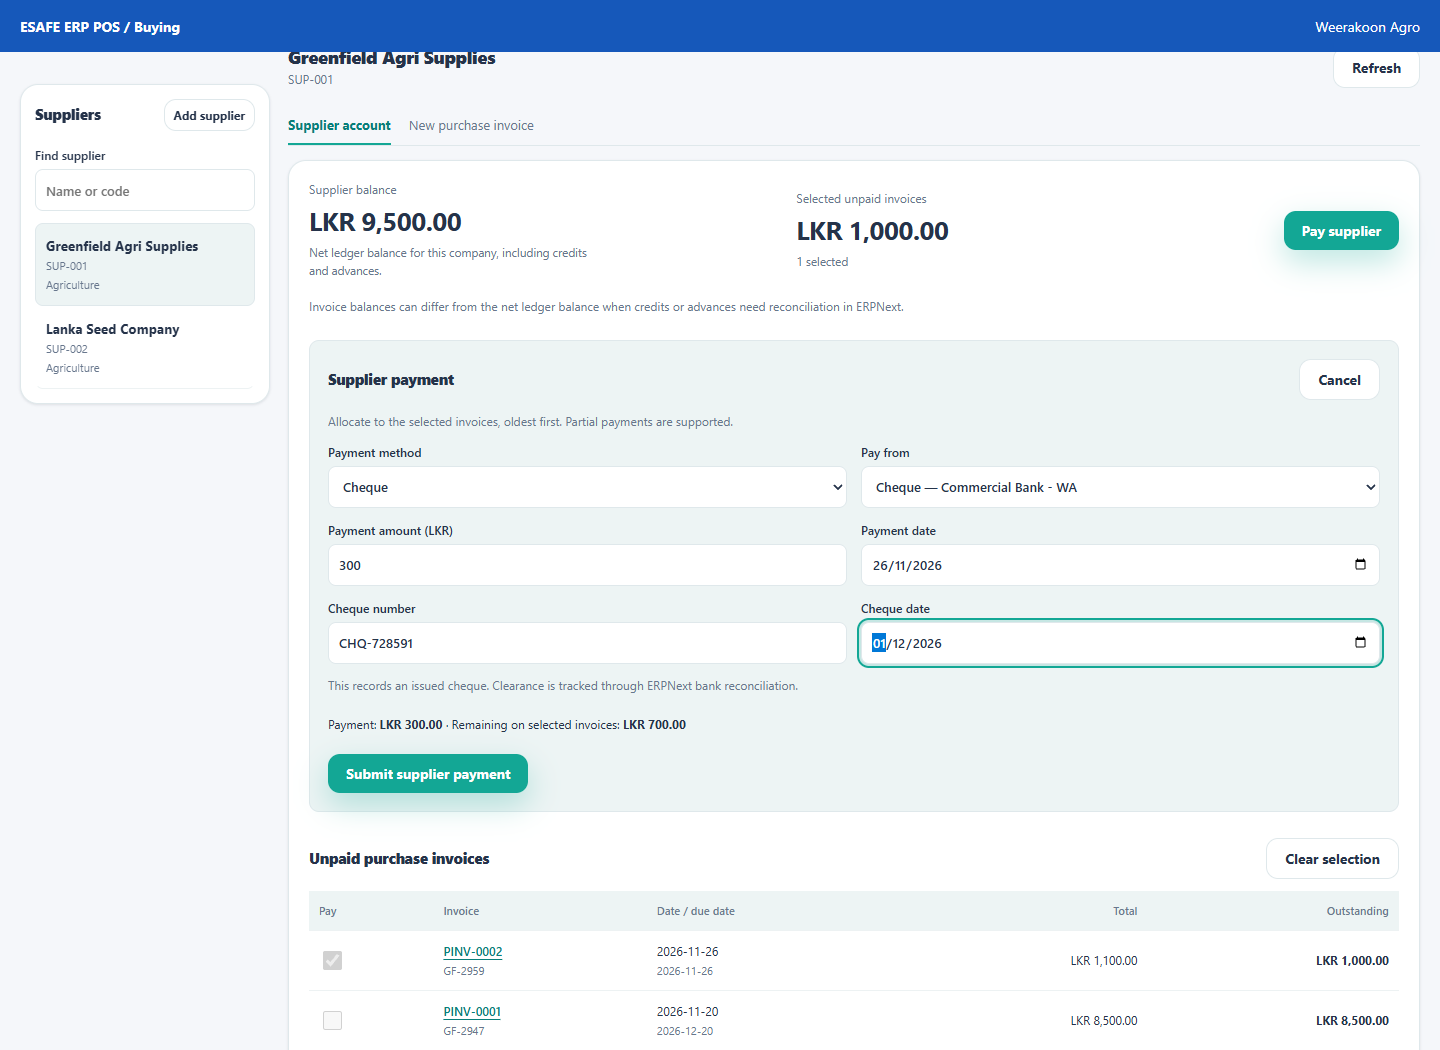 ESAFE ERP POS / Buying
Weerakoon Agro
Greenfield Agri Supplies
SUP-001
Refresh
Suppliers
Add supplier
Find supplier
Name or code
Greenfield Agri Supplies
SUP-001
Agriculture
Lanka Seed Company
SUP-002
Agriculture
Supplier account
New purchase invoice
Supplier balance
LKR 9,500.00
Net ledger balance for this company, including credits
and advances.
Selected unpaid invoices
LKR 1,000.00
1 selected
Pay supplier
Invoice balances can differ from the net ledger balance when credits or advances need reconciliation in ERPNext.
Supplier payment
Cancel
Allocate to the selected invoices, oldest first. Partial payments are supported.
Payment method
Pay from
Cheque
Cheque — Commercial Bank - WA
Payment amount (LKR)
Payment date
300
26/11/2026
Cheque number
Cheque date
CHQ-728591
01/12/2026
This records an issued cheque. Clearance is tracked through ERPNext bank reconciliation.
Payment: LKR 300.00 · Remaining on selected invoices: LKR 700.00
Submit supplier payment
Unpaid purchase invoices
Clear selection
Pay Invoice Date / due date Total Outstanding
PINV-0002 2026-11-26 LKR 1,100.00 LKR 1,000.00
GF-2959 2026-11-26
PINV-0001 2026-11-20 LKR 8,500.00 LKR 8,500.00
GF-2947 2026-12-20